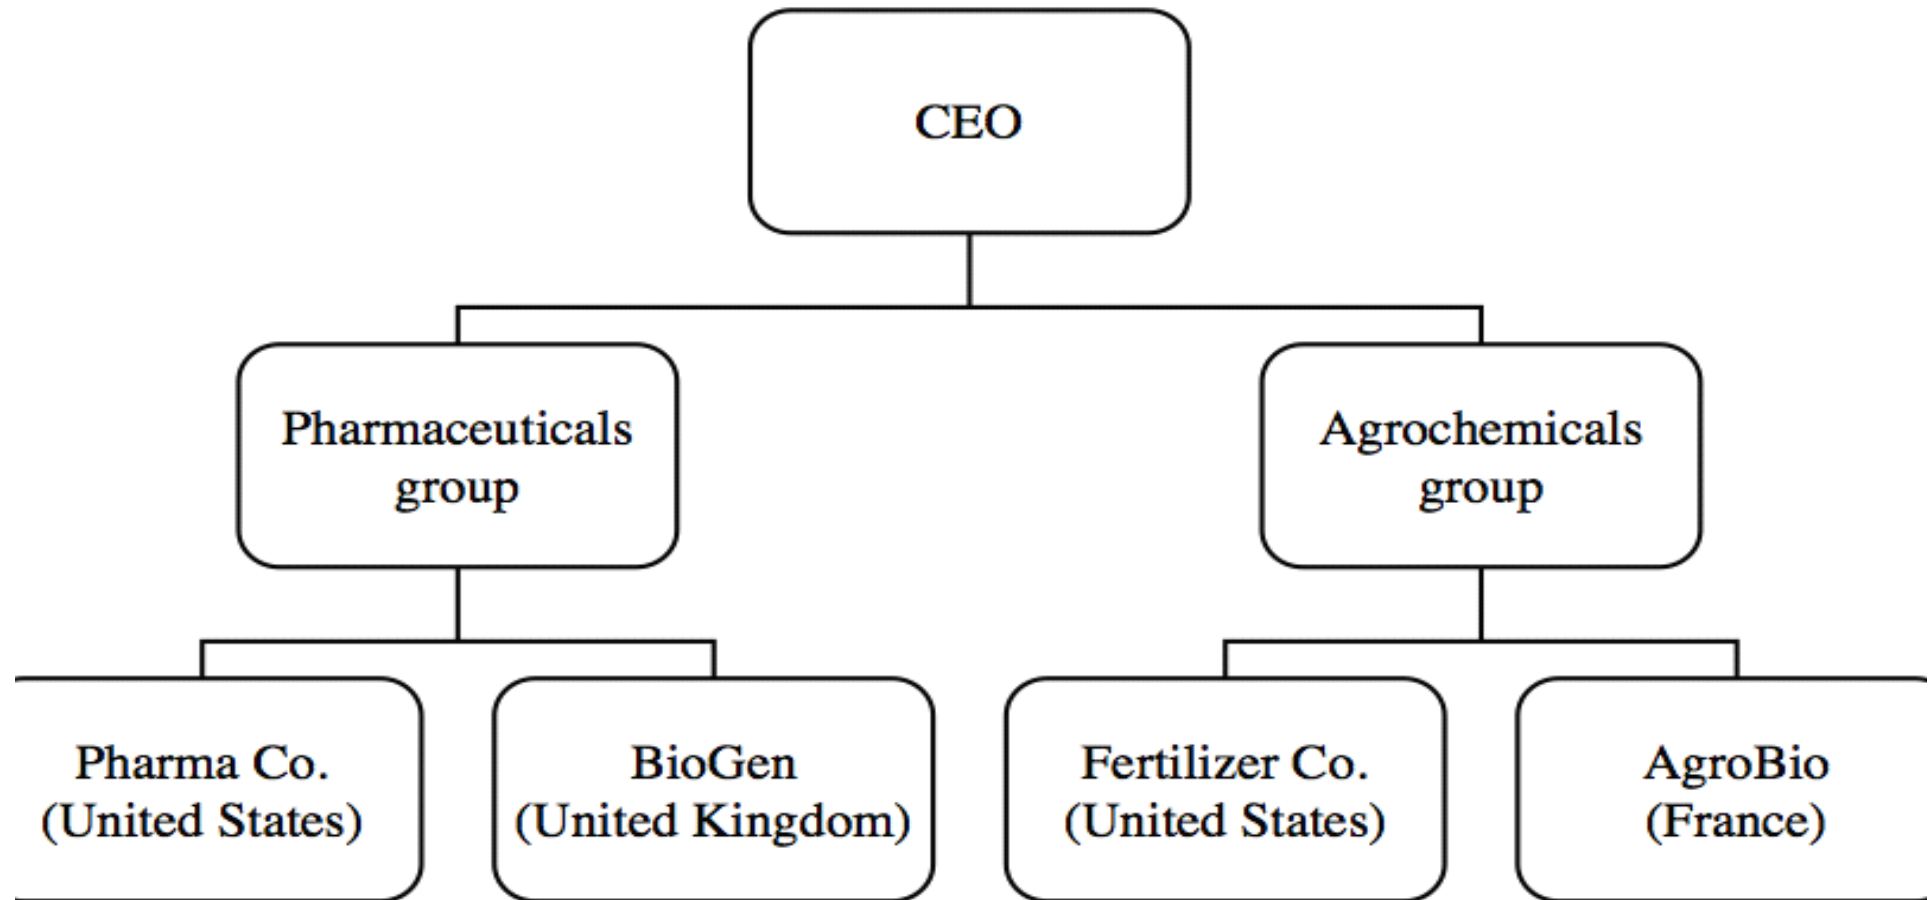 CEO
Pharmaceuticals
group
Agrochemicals
group
Pharma Co.
(United States)
BioGen
(United Kingdom)
Fertilizer Co.
(United States)
AgroBio
(France)